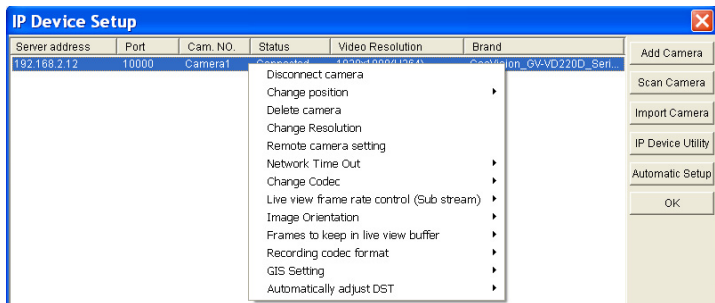 IP Device Setup
Server address Port Cam. NO. Status Video Resolution Brand
192.168.2.12 10000 Camera1 Connected 1920x1080(H264) GeoVision_GV-VD220D_Seri...
Disconnect camera
Change position
Delete camera
Change Resolution
Remote camera setting
Network Time Out
Change Codec
Live view frame rate control (Sub stream)
Image Orientation
Frames to keep in live view buffer
Recording codec format
GIS Setting
Automatically adjust DST
Add Camera
Scan Camera
Import Camera
IP Device Utility
Automatic Setup
OK